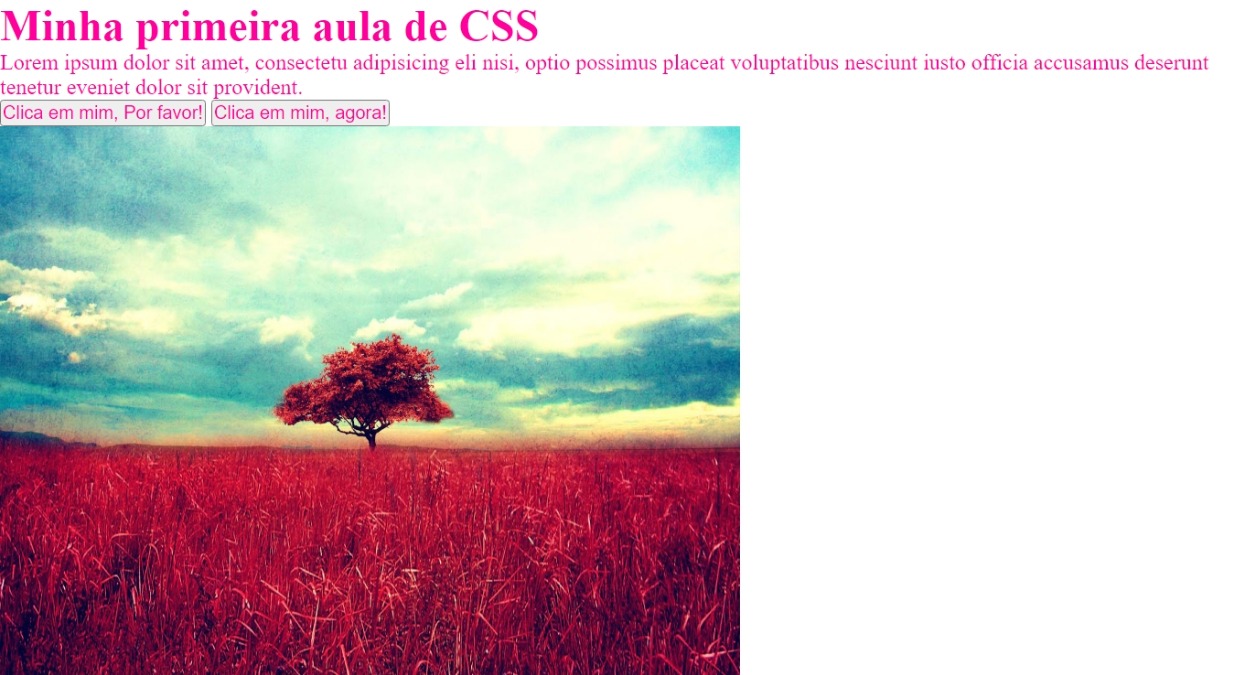 Minha primeira aula de CSS
Lorem ipsum dolor sit amet, consectetu adipisicing eli nisi, optio possimus placeat voluptatibus nesciunt iusto officia accusamus deserunt
tenetur eveniet dolor sit provident.
Clica em mim, Por favor! Clica em mim, agora!